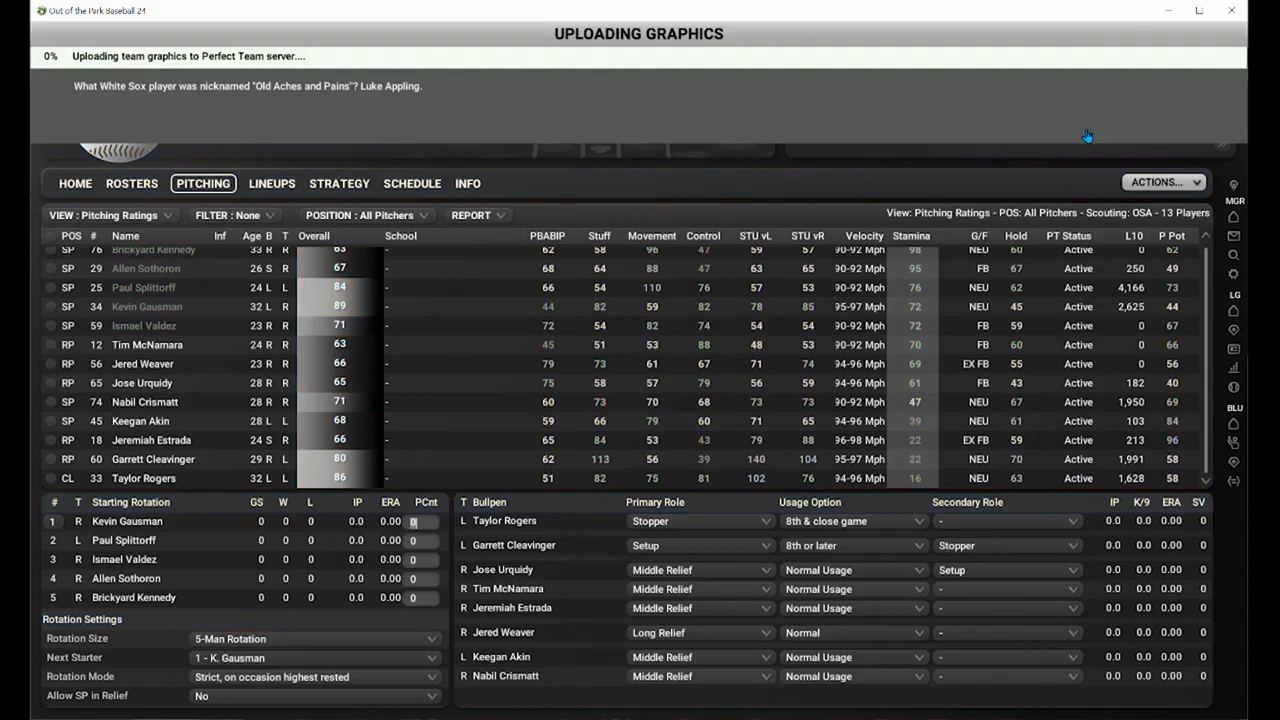 Out of the Park Baseball 24
UPLOADING GRAPHICS
0% Uploading team graphics to Perfect Team server....
What White Sox player was nicknamed "Old Aches and Pains"? Luke Appling.
HOME ROSTERS PITCHING LINEUPS STRATEGY SCHEDULE INFO ACTIONS...
MGR
VIEW : Pitching Ratings FILTER : None POSITION : All Pitchers REPORT View: Pitching Ratings - POS: All Pitchers - Scouting: OSA - 13 Players
POS # Name Inf Age B T Overall School PBABIP Stuff Movement Control STU vL STU vR Velocity Stamina G/F Hold PT Status L10 P Pot
SP 76 Brickyard Kennedy 33 R R 63 - 62 58 96 47 59 57 90-92 Mph 98 NEU 60 Active 0 62
SP 29 Allen Sothoron 26 S R 67 - 68 64 88 47 63 65 90-92 Mph 95 FB 67 Active 250 49
SP 25 Paul Splittorff 24 L L 84 - 66 54 110 76 57 53 90-92 Mph 76 NEU 62 Active 4,166 73
LG
SP 34 Kevin Gausman 32 L R 89 - 44 82 59 82 78 87 95-97 Mph 72 NEU 45 Active 2,625 44
SP 59 Ismael Valdez 23 R R 71 - 72 54 82 74 54 54 90-92 Mph 72 FB 59 Active 0 67
RP 12 Tim McNamara 24 R R 63 - 45 51 53 88 48 53 90-92 Mph 70 FB 55 Active 0 66
RP 56 Jered Weaver 23 R R 66 - 79 73 61 67 71 74 94-96 Mph 69 EX FB 60 Active 0 56
RP 65 Jose Urquidy 28 R R 65 - 75 58 57 79 56 59 94-96 Mph 61 FB 43 Active 182 40
SP 74 Nabil Crismatt 28 R R 71 - 60 73 70 68 73 73 90-92 Mph 47 NEU 67 Active 1,950 69
BLU
SP 45 Keegan Akin 28 L L 68 - 59 66 79 60 71 65 94-96 Mph 39 NEU 61 Active 103 84
RP 18 Jeremiah Estrada 24 S R 66 - 65 84 53 43 79 88 96-98 Mph 22 EX FB 59 Active 213 96
RP 60 Garrett Cleavinger 29 R L 80 - 62 113 56 39 140 104 95-97 Mph 22 NEU 70 Active 1,991 58
CL 33 Taylor Rogers 33 L L 86 - 51 82 75 81 102 76 94-96 Mph 16 NEU 63 Active 1,628 58
# T Starting Rotation GS W L IP ERA PCnt
1 R Kevin Gausman 0 0 0 0.0 0.00 0
2 L Paul Splittorff 0 0 0 0.0 0.00 0
3 R Ismael Valdez 0 0 0 0.0 0.00 0
4 R Allen Sothoron 0 0 0 0.0 0.00 0
5 R Brickyard Kennedy 0 0 0 0.0 0.00 0
Rotation Settings
Rotation Size 5-Man Rotation
Next Starter 1 - K. Gausman
Rotation Mode Strict, on occasion highest rested
Allow SP in Relief No
T Bullpen Primary Role Usage Option Secondary Role IP K/9 ERA SV
L Taylor Rogers Stopper 8th & close game - 0.0 0.0 0.00 0
L Garrett Cleavinger Setup 8th or later Stopper 0.0 0.0 0.00 0
R Jose Urquidy Middle Relief Normal Usage Setup 0.0 0.0 0.00 0
R Tim McNamara Middle Relief Normal Usage - 0.0 0.0 0.00 0
R Jeremiah Estrada Middle Relief Normal Usage - 0.0 0.0 0.00 0
R Jered Weaver Long Relief Normal - 0.0 0.0 0.00 0
L Keegan Akin Middle Relief Normal Usage - 0.0 0.0 0.00 0
R Nabil Crismatt Middle Relief Normal Usage - 0.0 0.0 0.00 0